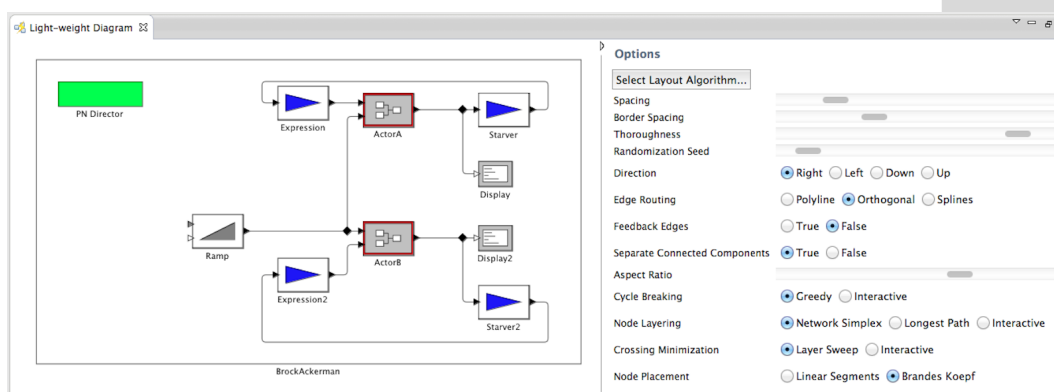 Light-weight Diagram
PN Director
Expression
ActorA
Starver
Display
Ramp
ActorB
Display2
Expression2
Starver2
BrockAckerman
Options
Select Layout Algorithm...
Spacing
Border Spacing
Thoroughness
Randomization Seed
Direction Right Left Down Up
Edge Routing Polyline Orthogonal Splines
Feedback Edges True False
Separate Connected Components True False
Aspect Ratio
Cycle Breaking Greedy Interactive
Node Layering Network Simplex Longest Path Interactive
Crossing Minimization Layer Sweep Interactive
Node Placement Linear Segments Brandes Koepf